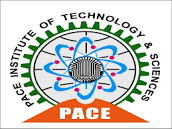 PACE INSTITUTE OF TECHNOLOGY & SCIENCES
PACE